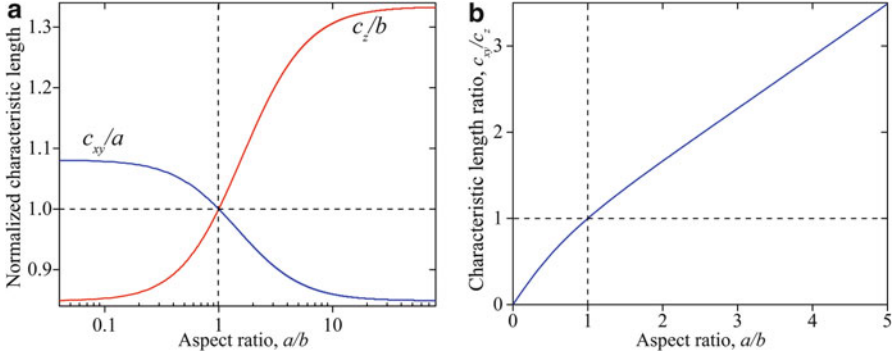 a
Normalized characteristic length
1.3
1.2
1.1
1.0
0.9
c_z/b
c_xy/a
0.1
1
10
Aspect ratio, a/b
b
Characteristic length ratio, c_xy/c_z
3
2
1
0
0
1
2
3
4
5
Aspect ratio, a/b